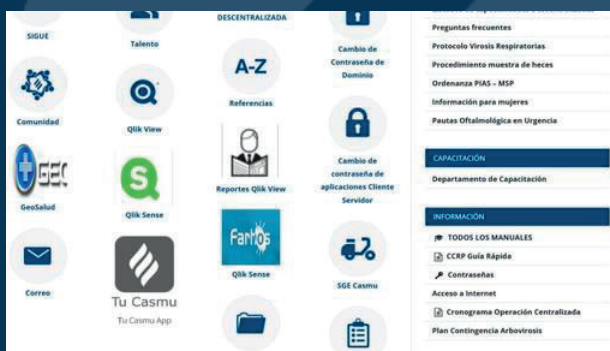 SIGUE
Comunidad
GEO
GeoSalud
Correo
Talento
Qlik View
S
Qlik Sense
Tu Casmu
Tu Casmu App
DESCENTRALIZADA
A-Z
Referencias
Reportes Qlik View
Farhos
Qlik Sense
Cambio de
Contraseña de
Dominio
Cambio de
contraseña de
aplicaciones Cliente
Servidor
SGE Casmu
Preguntas frecuentes
Protocolo Virosis Respiratorias
Procedimiento muestra de heces
Ordenanza PIAS – MSP
Información para mujeres
Pautas Oftalmológica en Urgencia
CAPACITACIÓN
Departamento de Capacitación
INFORMACIÓN
TODOS LOS MANUALES
CCRP Guía Rápida
Contraseñas
Acceso a Internet
Cronograma Operación Centralizada
Plan Contingencia Arbovirosis